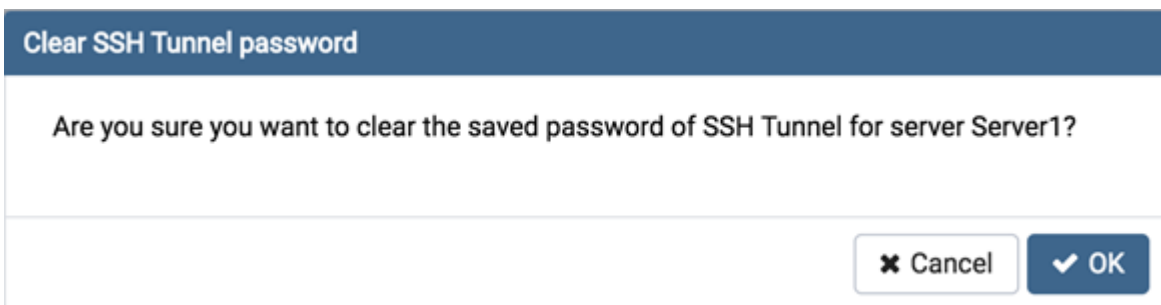 Clear SSH Tunnel password
Are you sure you want to clear the saved password of SSH Tunnel for server Server1?
Cancel
OK